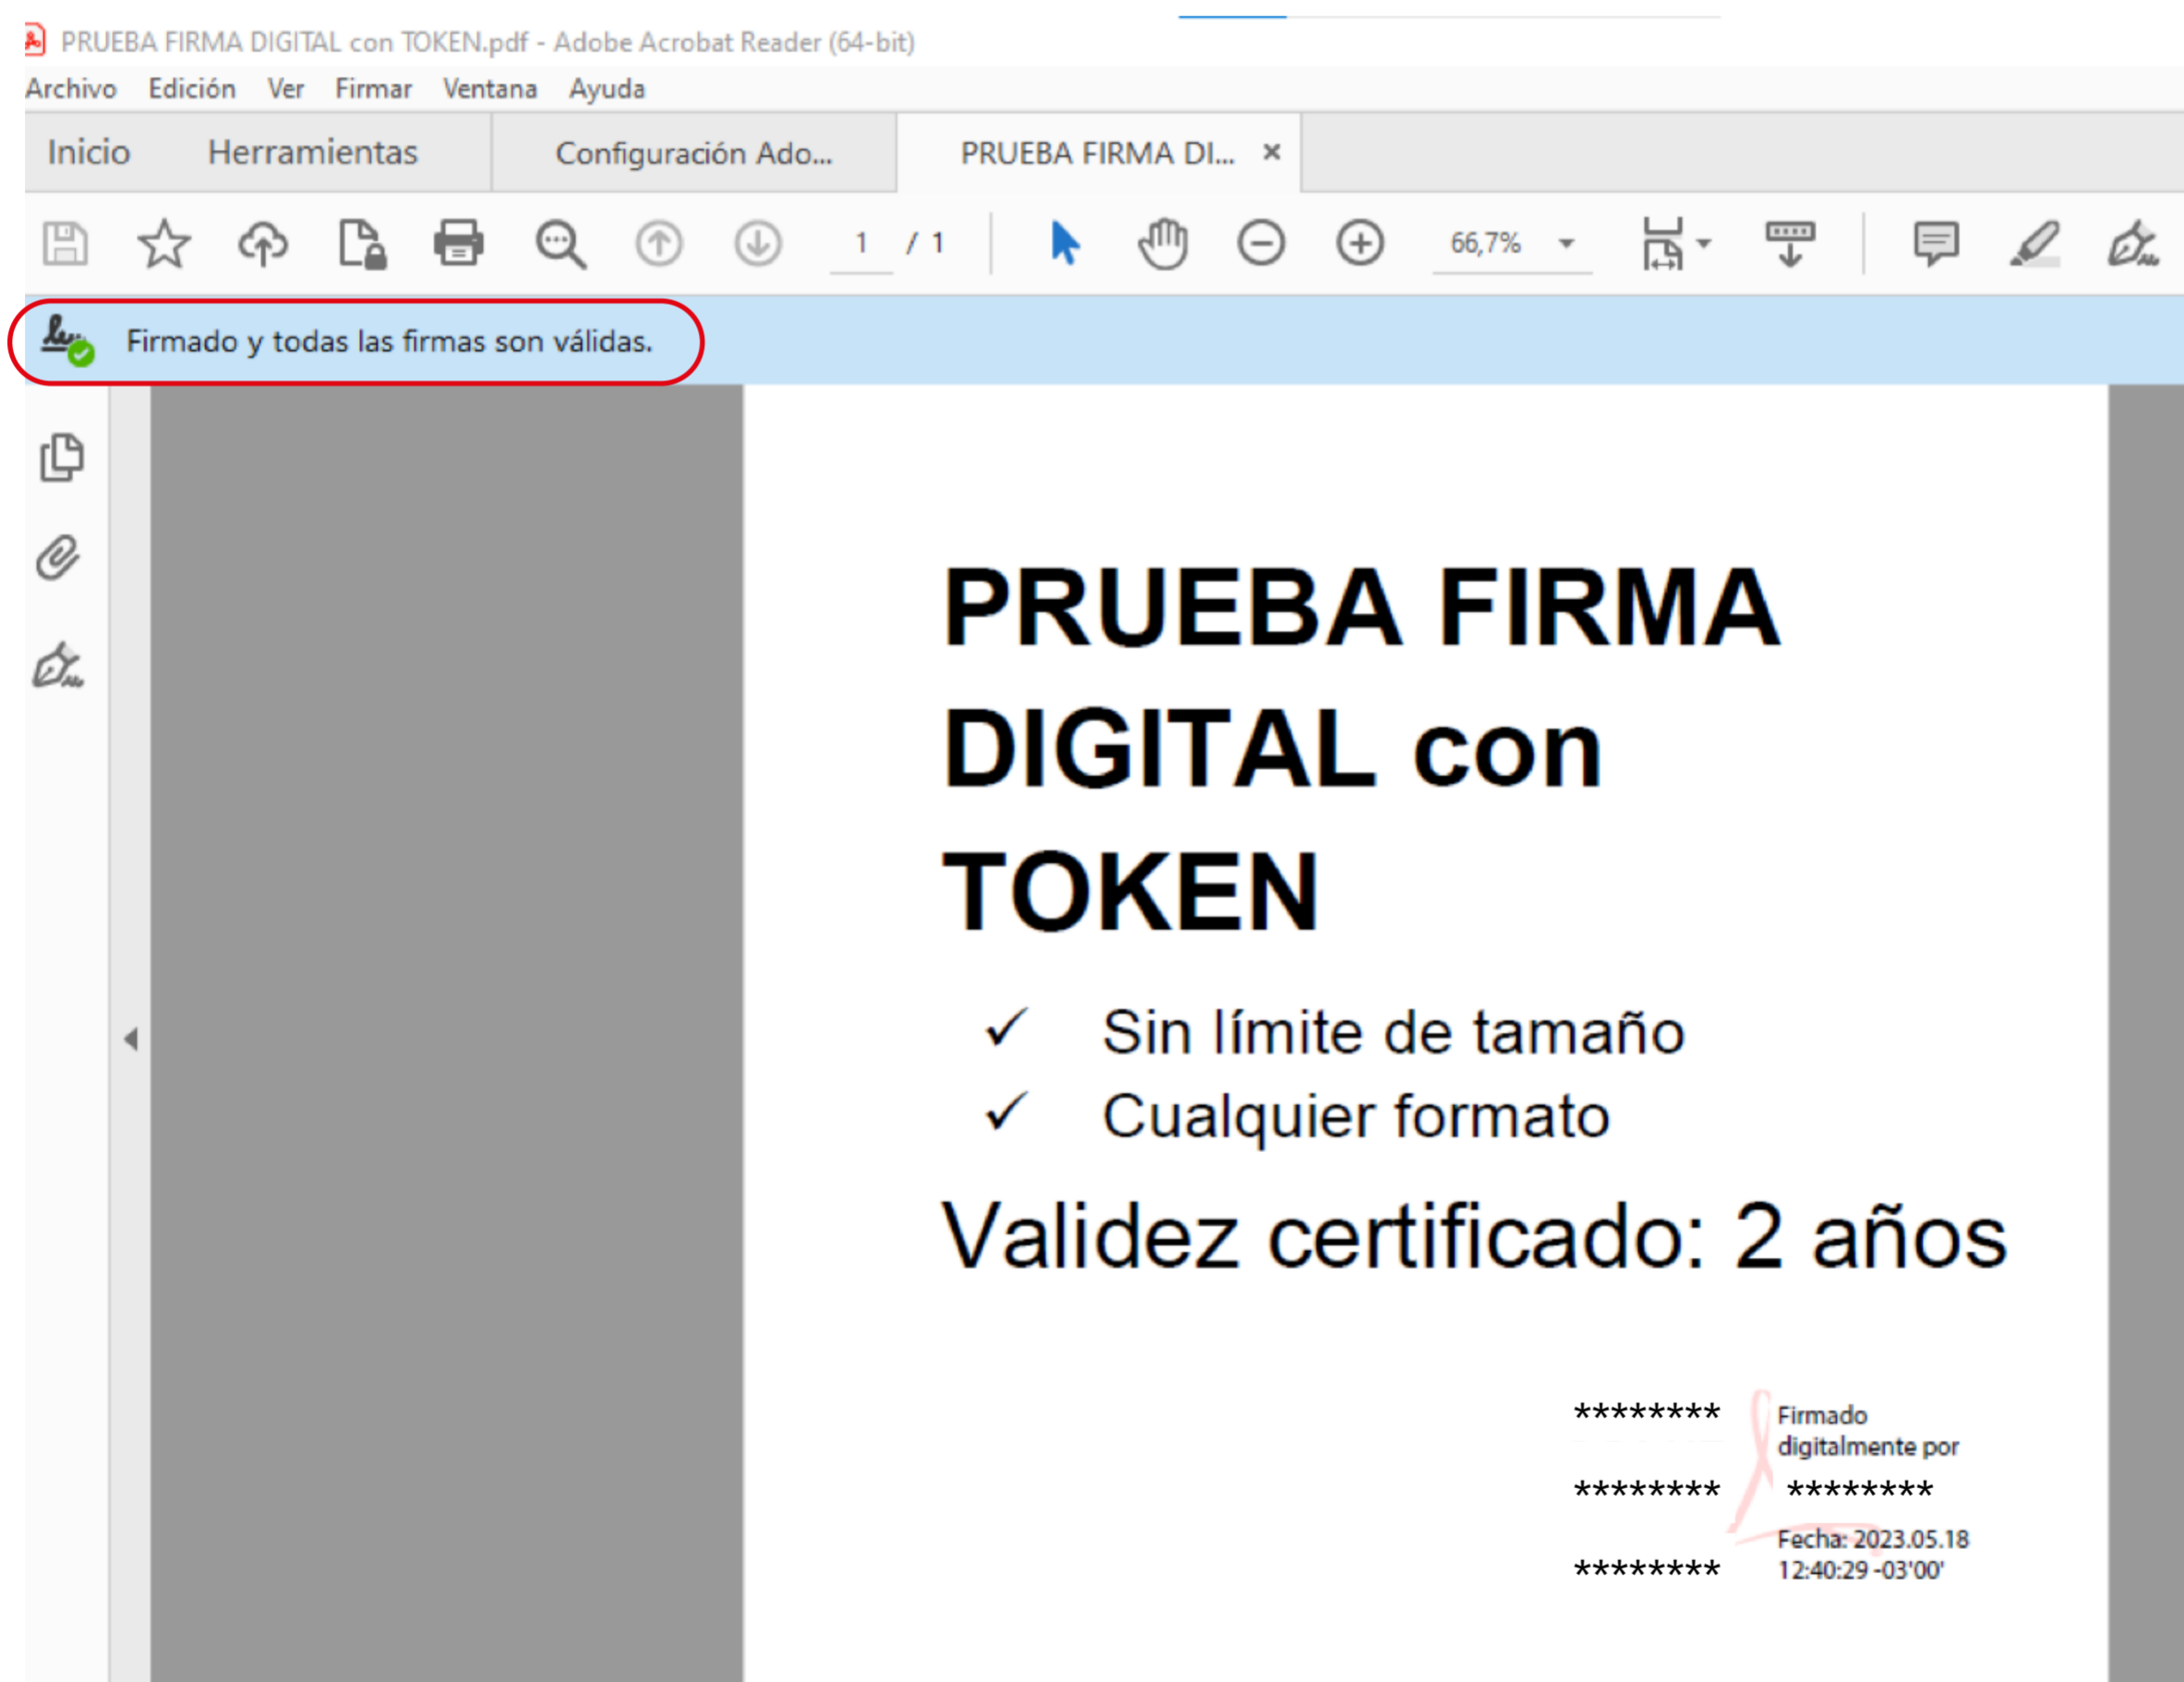 PRUEBA FIRMA DIGITAL con TOKEN.pdf - Adobe Acrobat Reader (64-bit)
Archivo Edición Ver Firmar Ventana Ayuda
Inicio Herramientas Configuración Ado... PRUEBA FIRMA DI... ×
1 / 1 66,7%
Firmado y todas las firmas son válidas.
PRUEBA FIRMA
DIGITAL con
TOKEN
✓ Sin límite de tamaño
✓ Cualquier formato
Validez certificado: 2 años
********
********
********
Firmado
digitalmente por
********
Fecha: 2023.05.18
12:40:29 -03'00'